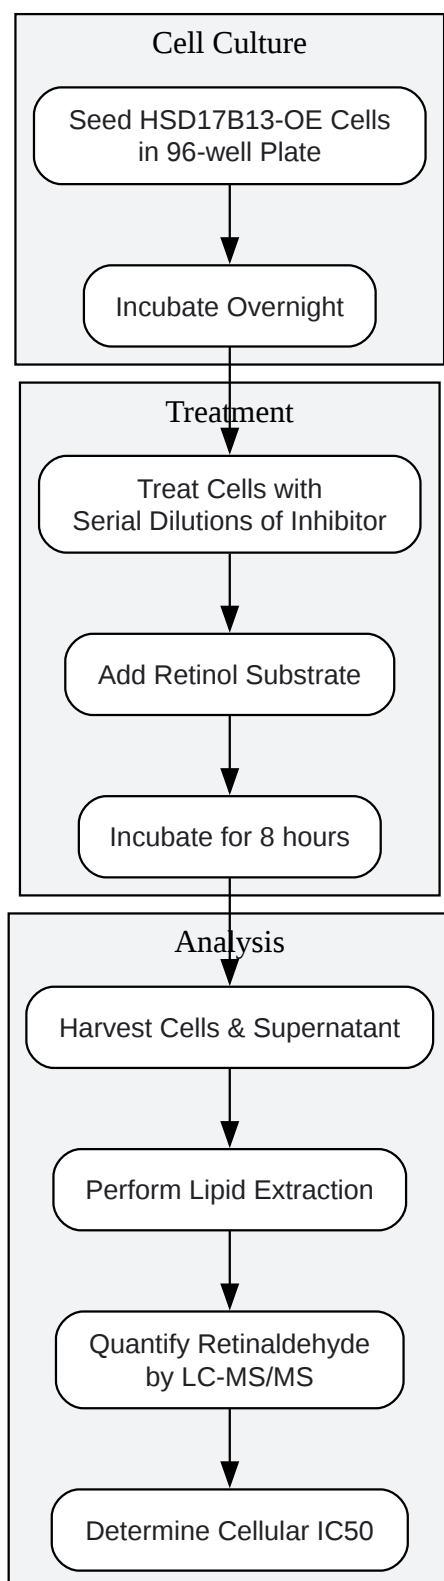 Cell Culture
Seed HSD17B13-OE Cells
in 96-well Plate
Incubate Overnight
Treatment
Treat Cells with
Serial Dilutions of Inhibitor
Add Retinol Substrate
Incubate for 8 hours
Analysis
Harvest Cells & Supernatant
Perform Lipid Extraction
Quantify Retinaldehyde
by LC-MS/MS
Determine Cellular IC50